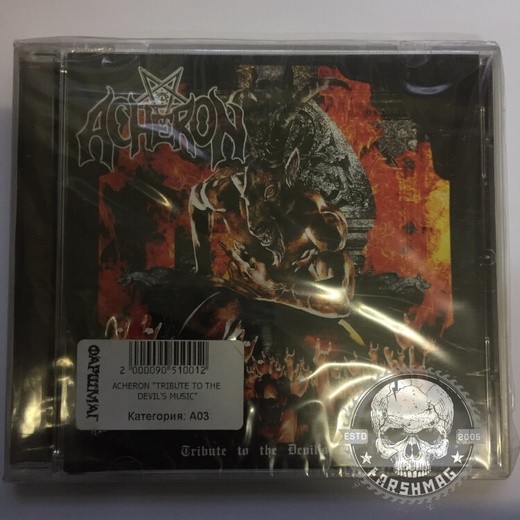 ACHERON
2 000090 510012
ФАРШМАГ
ACHERON "TRIBUTE TO THE
DEVIL'S MUSIC"
Категория: A03
Tribute to the Devil's
ESTD 2005
FARSHMAG